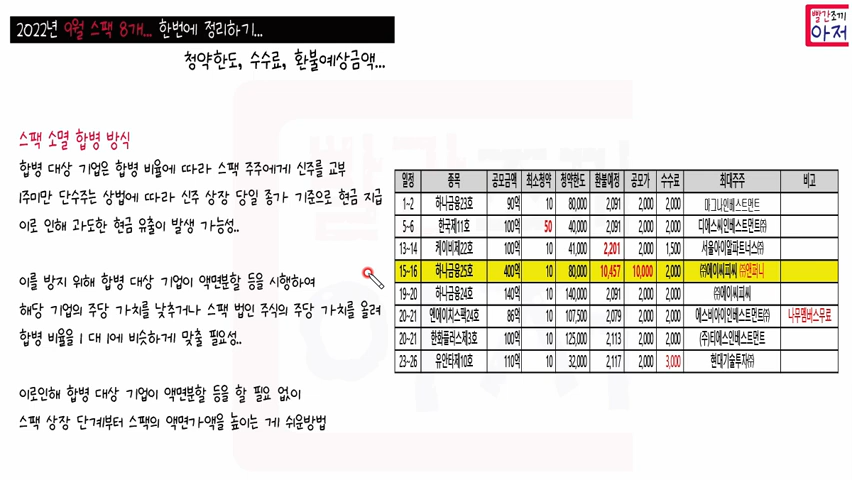 2022년 9월 스팩 8개... 한번에 정리하기...
청약한도, 수수료, 환불예상금액...
빨간조끼
아저
스팩 소멸 합병 방식
합병 대상 기업은 합병 비율에 따라 스팩 주주에게 신주를 교부
1주미만 단수주는 상법에 따라 신주 상장 당일 종가 기준으로 현금 지급
이로 인해 과도한 현금 유출이 발생 가능성..
이를 방지 위해 합병 대상 기업이 액면분할 등을 시행하여
해당 기업의 주당 가치를 낮추거나 스팩 법인 주식의 주당 가치를 올려
합병 비율을 1 대 1에 비슷하게 맞출 필요성..
이로인해 합병 대상 기업이 액면분할 등을 할 필요 없이
스팩 상장 단계부터 스팩의 액면가액을 높이는 게 쉬운방법
일정 종목 공모금액 최소청약 청약한도 환불예정 공모가 수수료 최대주주 비고
1~2 하나금융23호 90억 10 80,000 2,091 2,000 2,000 마그나인베스트먼트
5~6 한국제11호 100억 50 40,000 2,091 2,000 2,000 디에스씨인베스트먼트㈜
13~14 케이비제22호 100억 10 41,000 2,201 2,000 1,500 서울아이알파트너스㈜
15~16 하나금융25호 400억 10 80,000 10,457 10,000 2,000 ㈜에이씨피씨 ㈜엔피니
19~20 하나금융24호 140억 10 140,000 2,091 2,000 2,000 ㈜에이씨피씨
20~21 엔에이치스팩24호 86억 10 107,500 2,079 2,000 2,000 에스비아이인베스트먼트㈜ 나무멤버스무료
20~21 한화플러스제3호 100억 10 125,000 2,113 2,000 2,000 (주)티에스인베스트먼트
23~26 유안타제10호 110억 10 32,000 2,117 2,000 3,000 현대기술투자㈜